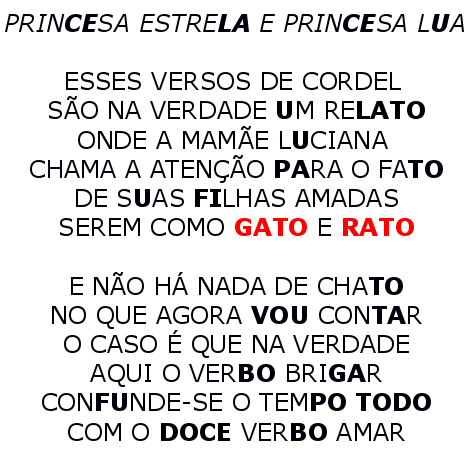 PRINCESA ESTRELA E PRINCESA LUA
ESSES VERSOS DE CORDEL
SÃO NA VERDADE UM RELATO
ONDE A MAMÃE LUCIANA
CHAMA A ATENÇÃO PARA O FATO
DE SUAS FILHAS AMADAS
SEREM COMO GATO E RATO
E NÃO HÁ NADA DE CHATO
NO QUE AGORA VOU CONTAR
O CASO É QUE NA VERDADE
AQUI O VERBO BRIGAR
CONFUNDE-SE O TEMPO TODO
COM O DOCE VERBO AMAR